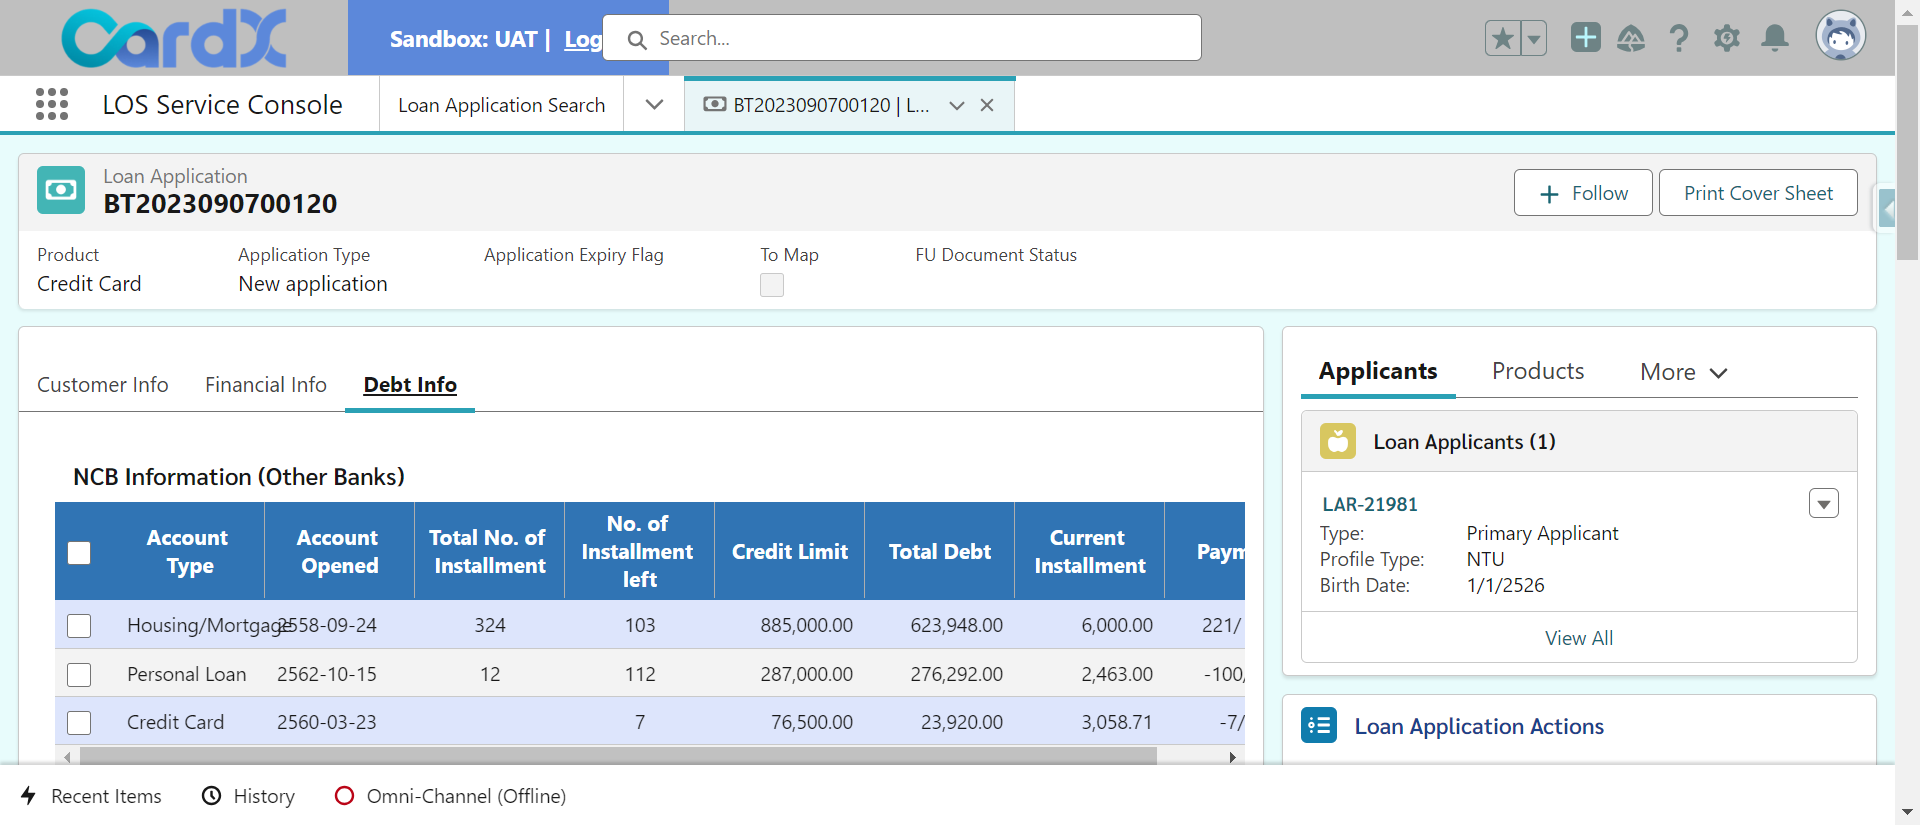 CardX
Sandbox: UAT | Log
Search...
LOS Service Console
Loan Application Search
BT2023090700120 | L...
Loan Application
BT2023090700120
Follow
Print Cover Sheet
Product
Application Type
Application Expiry Flag
To Map
FU Document Status
Credit Card
New application
Customer Info
Financial Info
Debt Info
NCB Information (Other Banks)
Account Type
Account Opened
Total No. of Installment
No. of Installment left
Credit Limit
Total Debt
Current Installment
Paym
Housing/Mortgage 2558-09-24 324 103 885,000.00 623,948.00 6,000.00 221/
Personal Loan 2562-10-15 12 112 287,000.00 276,292.00 2,463.00 -100/
Credit Card 2560-03-23 7 76,500.00 23,920.00 3,058.71 -7/
Applicants
Products
More
Loan Applicants (1)
LAR-21981
Type: Primary Applicant
Profile Type: NTU
Birth Date: 1/1/2526
View All
Loan Application Actions
Recent Items
History
Omni-Channel (Offline)